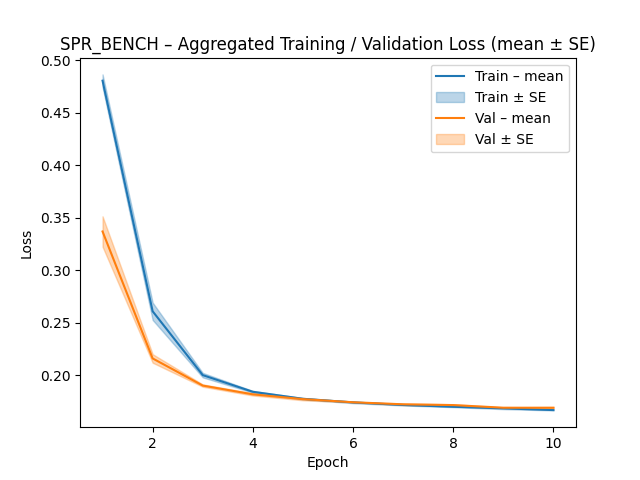 SPR_BENCH – Aggregated Training / Validation Loss (mean ± SE)
0.50
0.45
0.40
0.35
0.30
0.25
0.20
Loss
Train – mean
Train ± SE
Val – mean
Val ± SE
2
4
6
8
10
Epoch